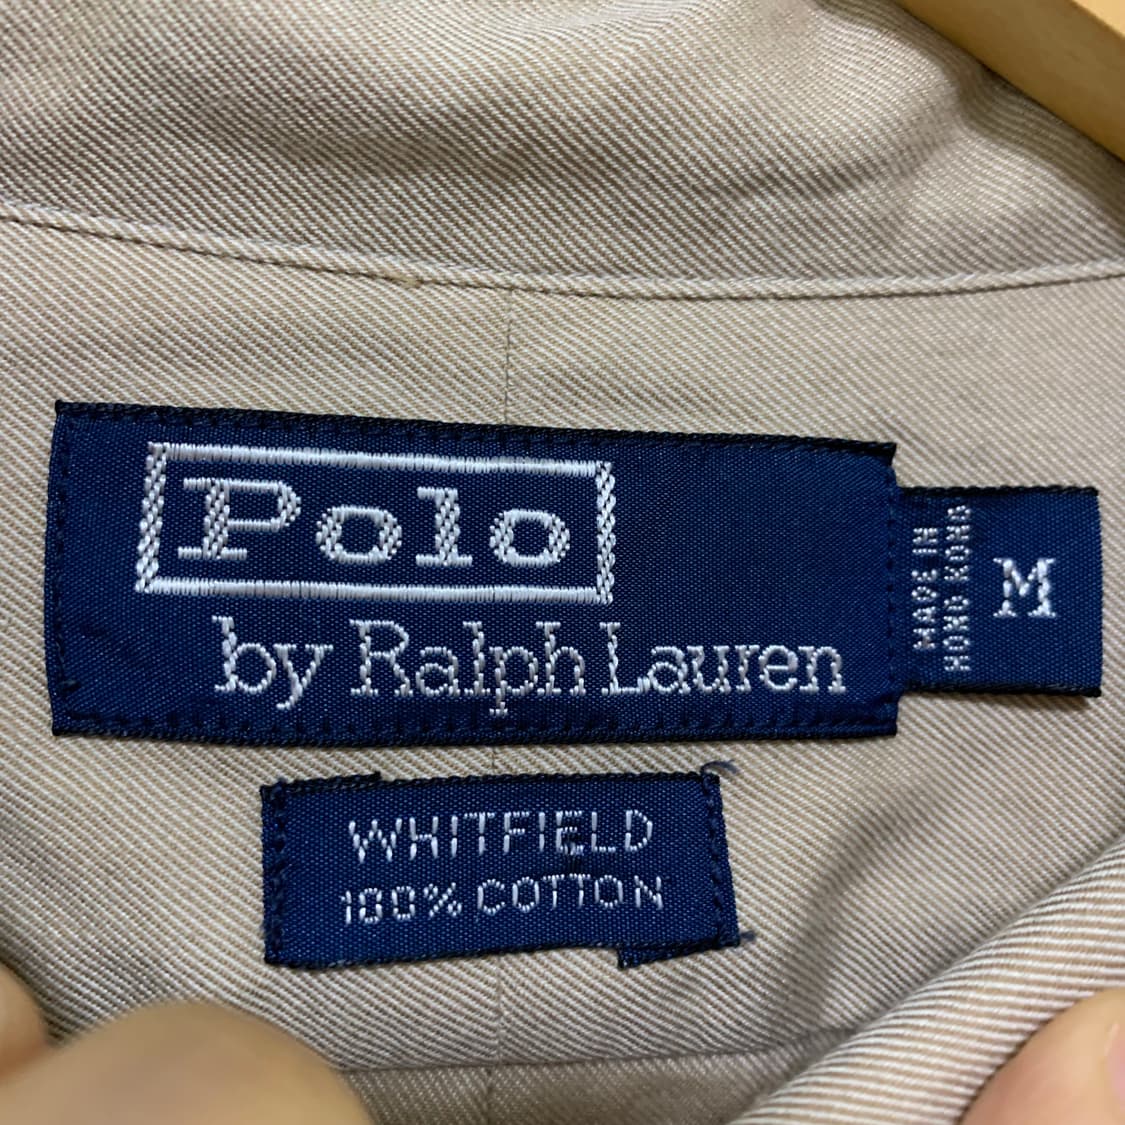 Polo
by Ralph Lauren
MADE IN
HONG KONG
M
WHITFIELD
100% COTTON